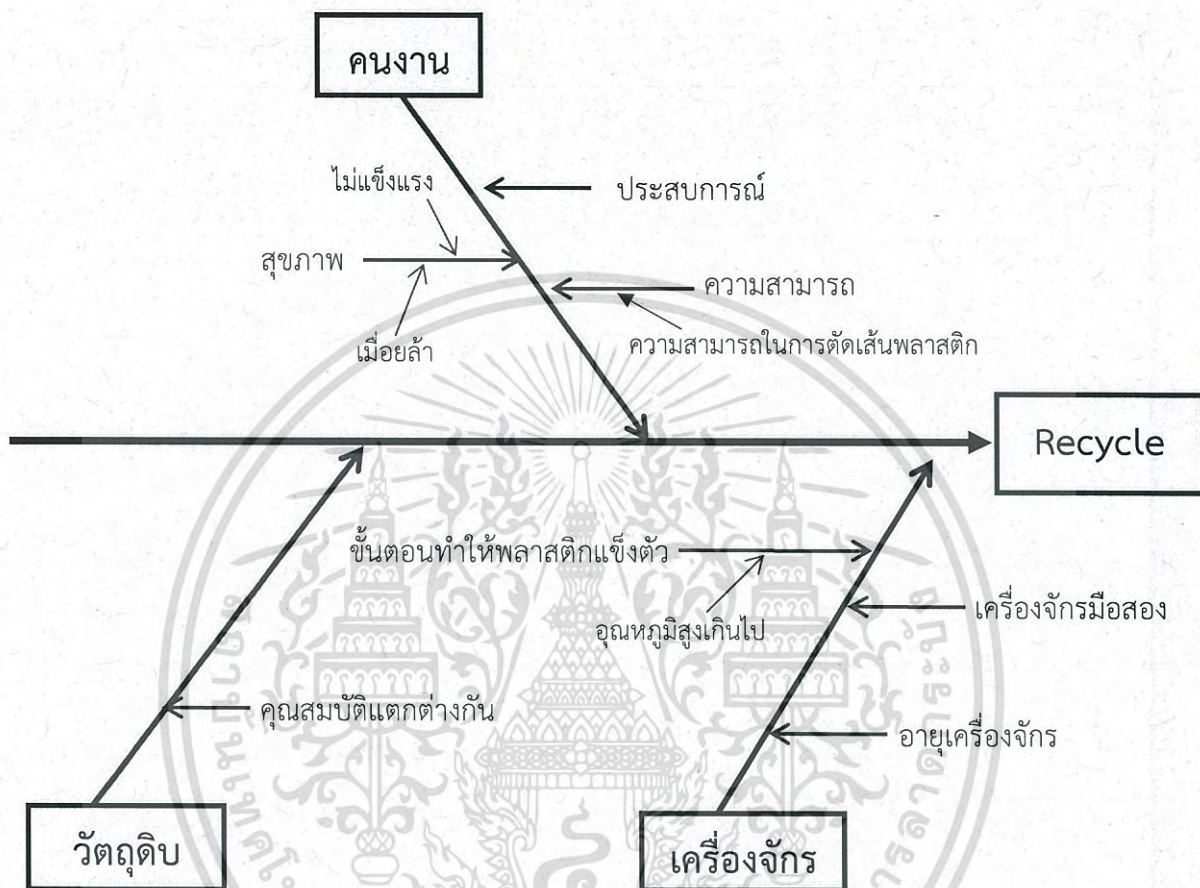 คนงาน
ไม่แข็งแรง
ประสบการณ์
สุขภาพ
ความสามารถ
ความสามารถในการตัดเส้นพลาสติก
เมื่อยล้า
Recycle
ขั้นตอนทำให้พลาสติกแข็งตัว
อุณหภูมิสูงเกินไป
เครื่องจักรมือสอง
คุณสมบัติแตกต่างกัน
อายุเครื่องจักร
วัตถุดิบ
เครื่องจักร